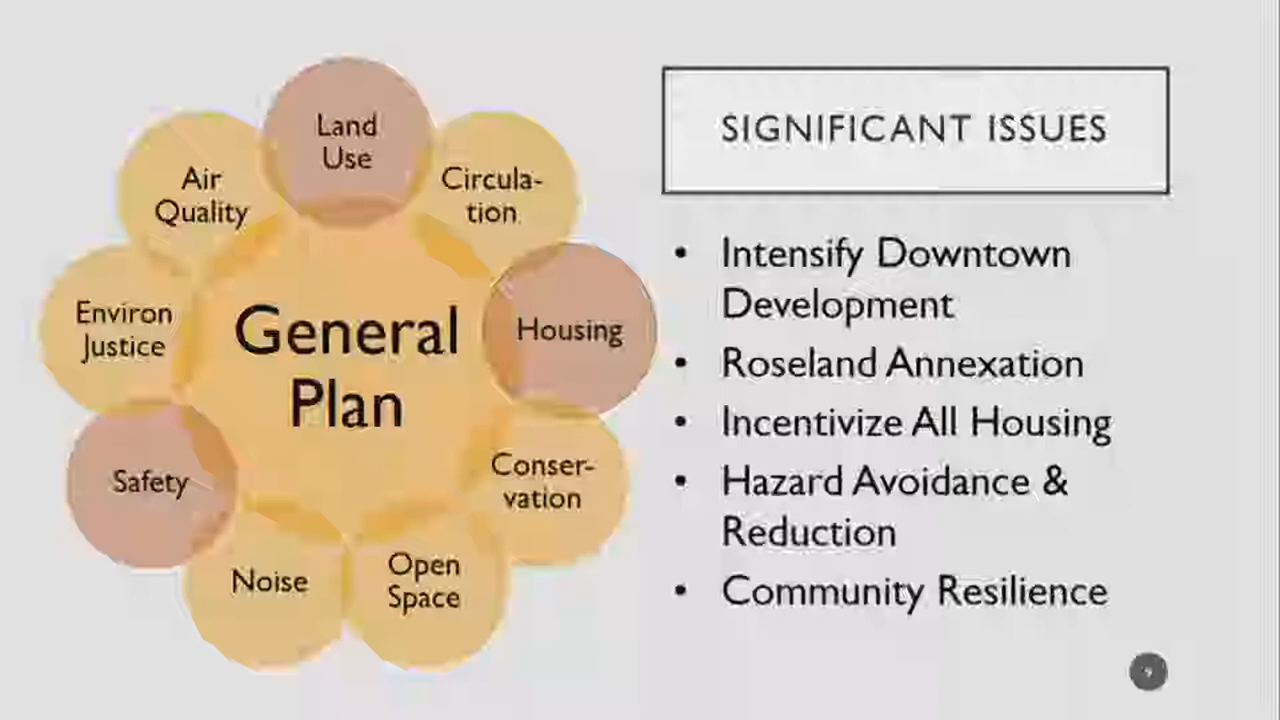 Land
Use
Circula-
tion
Housing
Conser-
vation
Open
Space
Noise
Safety
Environ
Justice
Air
Quality
General
Plan
SIGNIFICANT ISSUES
• Intensify Downtown
Development
• Roseland Annexation
• Incentivize All Housing
• Hazard Avoidance &
Reduction
• Community Resilience